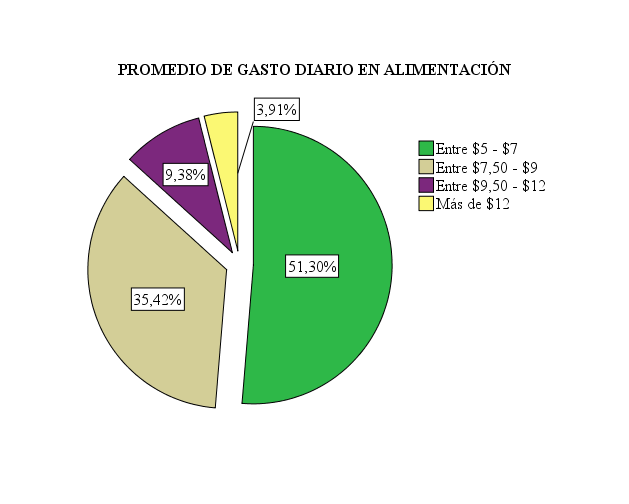 PROMEDIO DE GASTO DIARIO EN ALIMENTACIÓN
3,91%
Entre $5 - $7
Entre $7,50 - $9
Entre $9,50 - $12
Más de $12
9,38%
51,30%
35,42%